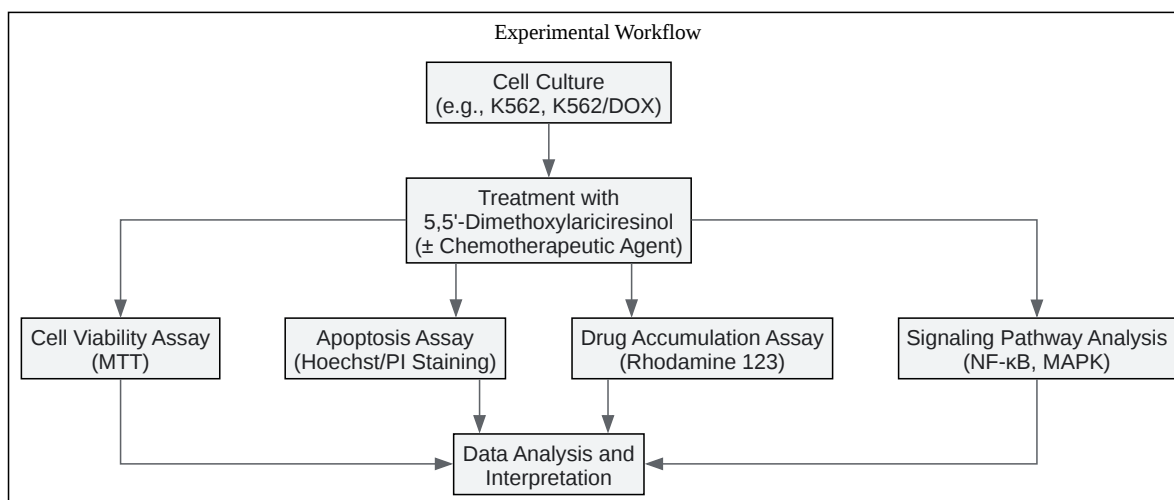 Experimental Workflow
Cell Culture
(e.g., K562, K562/DOX)
Treatment with
5,5'-Dimethoxylariciresinol
(± Chemotherapeutic Agent)
Cell Viability Assay
(MTT)
Apoptosis Assay
(Hoechst/PI Staining)
Drug Accumulation Assay
(Rhodamine 123)
Signaling Pathway Analysis
(NF-κB, MAPK)
Data Analysis and
Interpretation